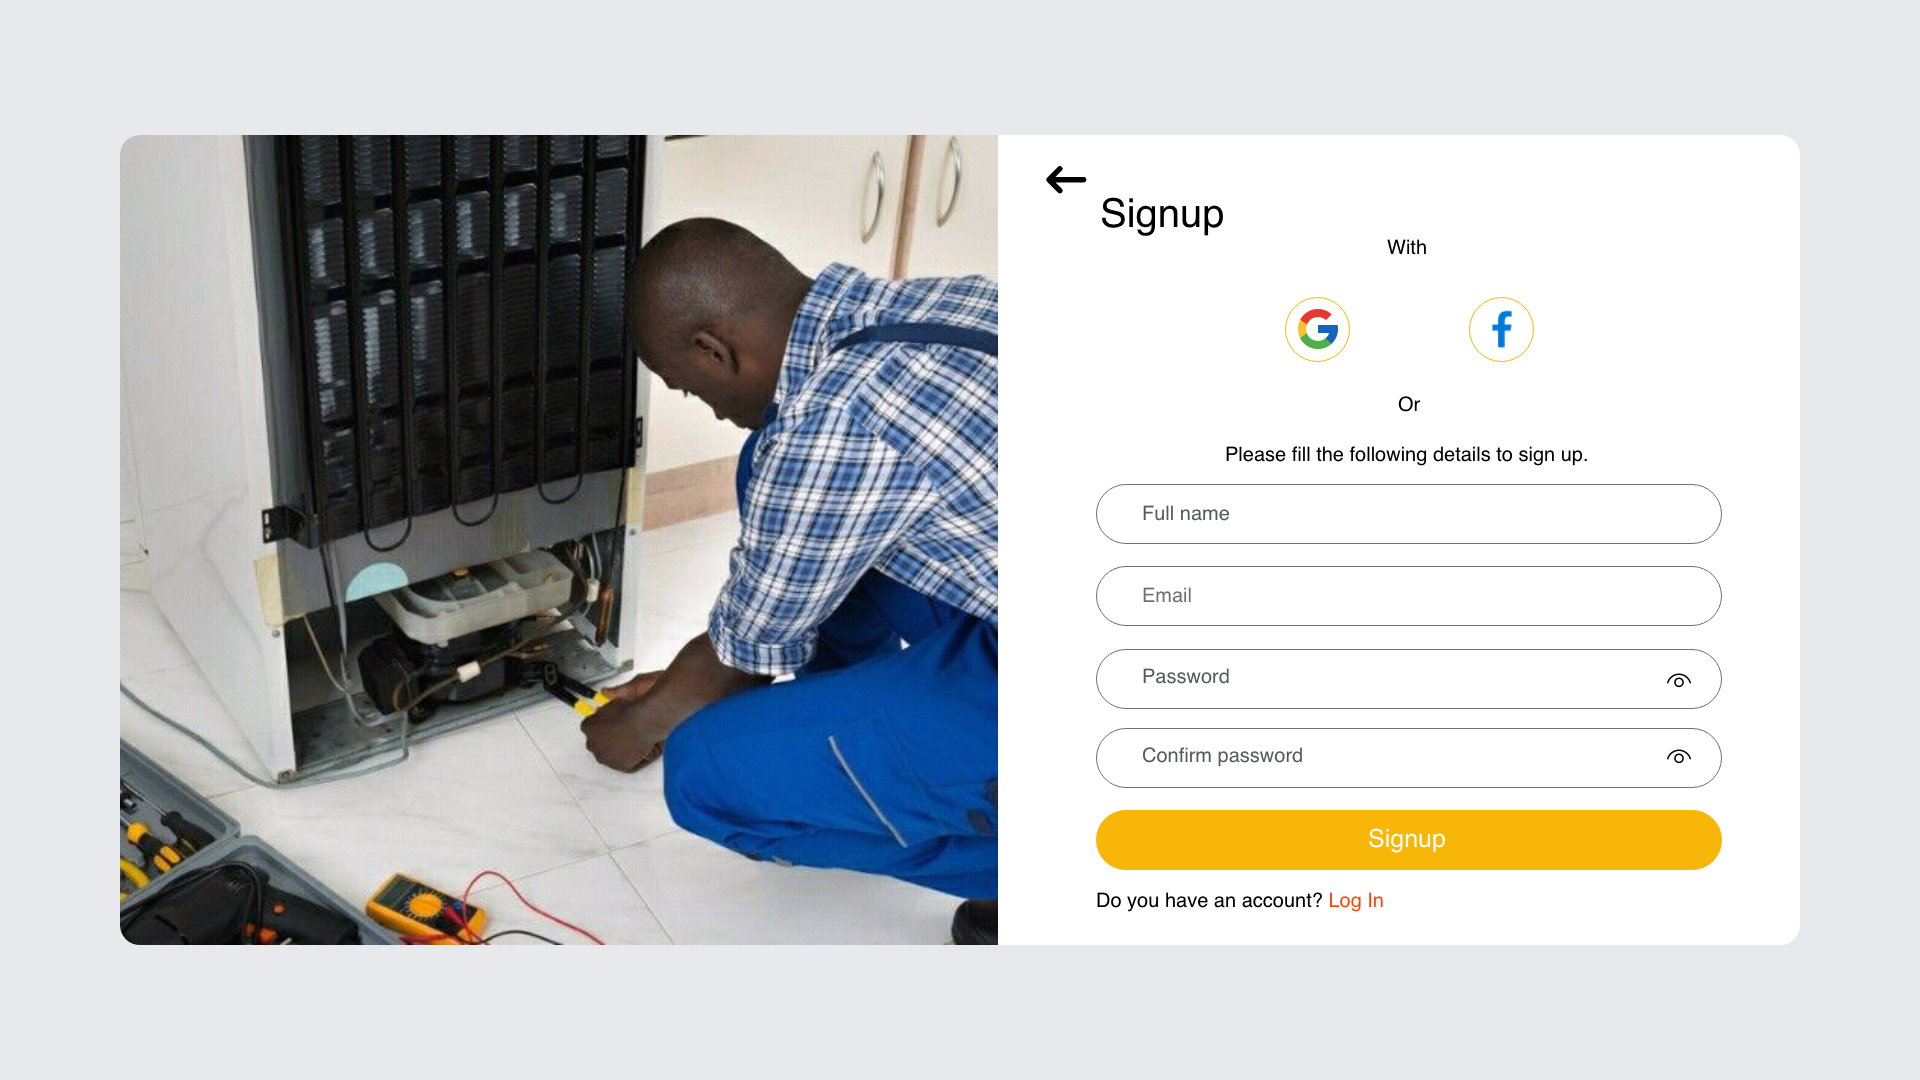 Signup
With
Or
Please fill the following details to sign up.
Full name
Email
Password
Confirm password
Signup
Do you have an account? Log In